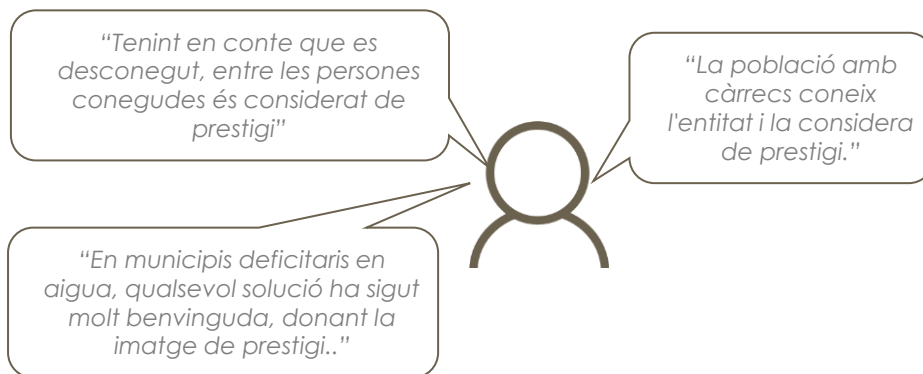 “Tenint en conte que es
desconegut, entre les persones
conegudes és considerat de
prestigi”
“La població amb
càrrecs coneix
l'entitat i la considera
de prestigi.”
“En municipis deficitaris en
aigua, qualsevol solució ha sigut
molt benvinguda, donant la
imatge de prestigi..”